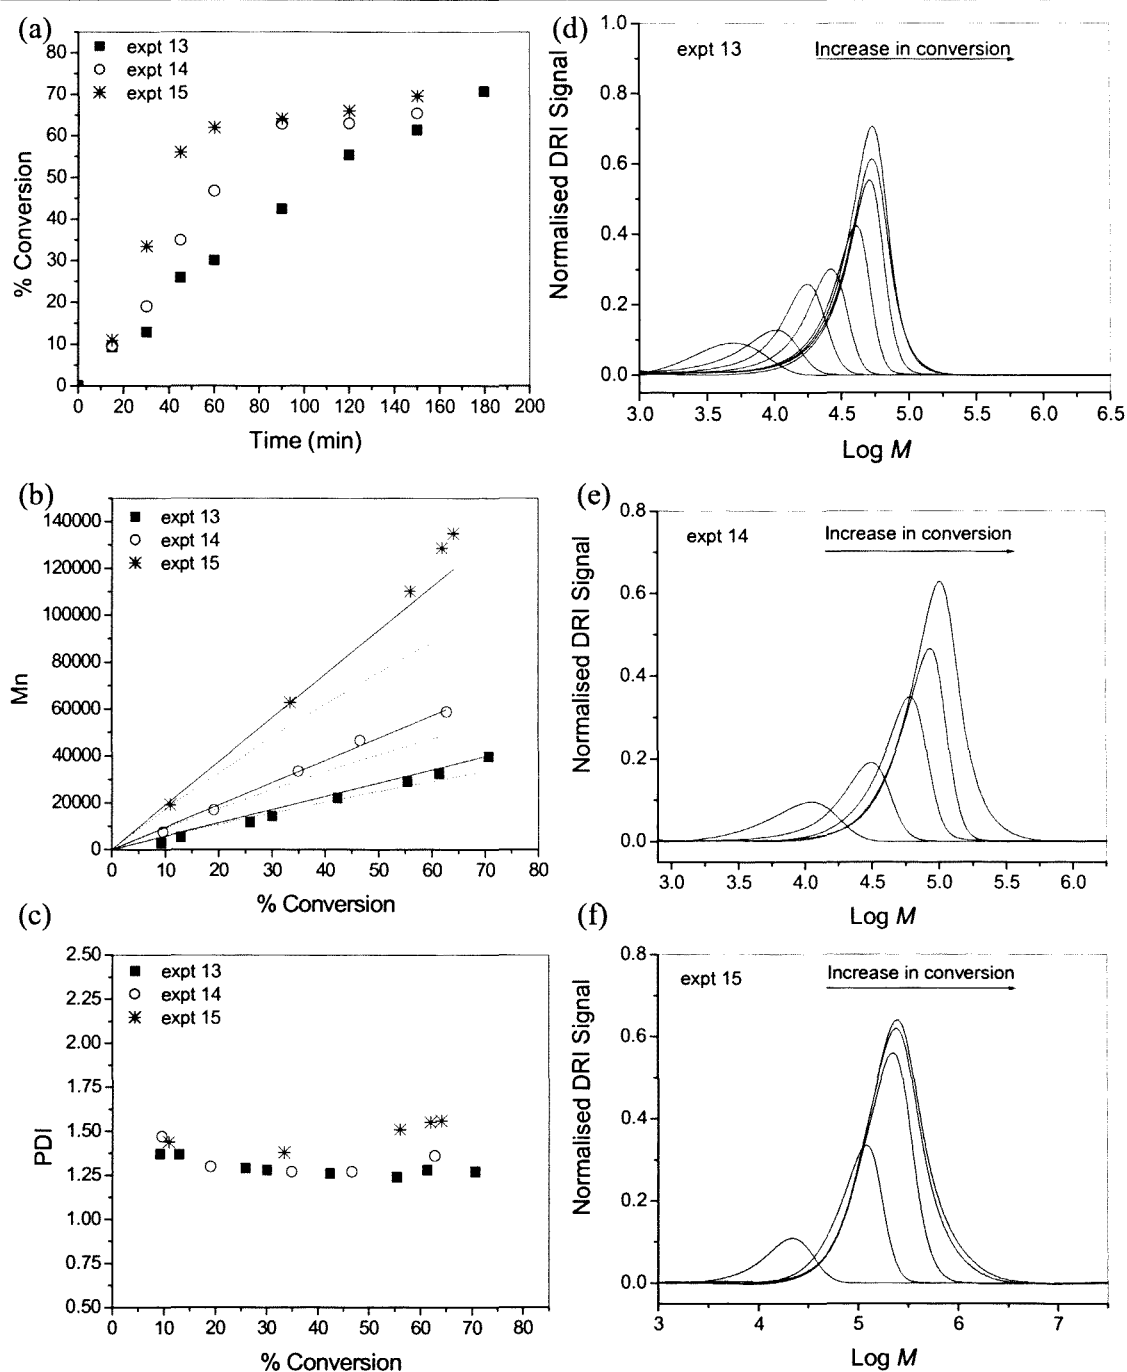 (a)
expt 13
expt 14
expt 15
80
70
60
50
40
30
20
10
0
% Conversion
0 20 40 60 80 100 120 140 160 180 200
Time (min)
(d)
expt 13
Increase in conversion
1.0
0.8
0.6
0.4
0.2
0.0
Normalised DRI Signal
3.0 3.5 4.0 4.5 5.0 5.5 6.0 6.5
Log M
(b)
expt 13
expt 14
expt 15
140000
120000
100000
80000
60000
40000
20000
0
Mn
0 10 20 30 40 50 60 70 80
% Conversion
(e)
expt 14
Increase in conversion
0.8
0.6
0.4
0.2
0.0
Normalised DRI Signal
3.0 3.5 4.0 4.5 5.0 5.5 6.0
Log M
(c)
expt 13
expt 14
expt 15
2.50
2.25
2.00
1.75
1.50
1.25
1.00
0.75
0.50
PDI
0 10 20 30 40 50 60 70 80
% Conversion
(f)
expt 15
Increase in conversion
0.8
0.6
0.4
0.2
0.0
Normalised DRI Signal
3 4 5 6 7
Log M